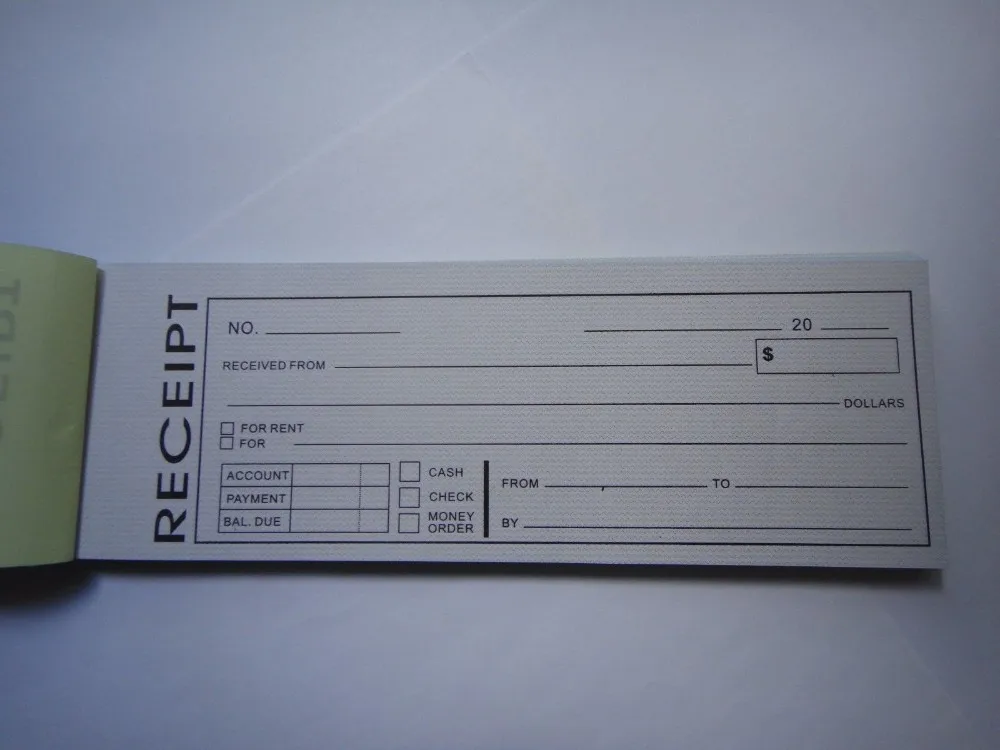 RECEIPT
NO. 20
$
RECEIVED FROM
DOLLARS
FOR RENT
FOR
ACCOUNT
PAYMENT
BAL. DUE
CASH
CHECK
MONEY
ORDER
FROM TO
BY